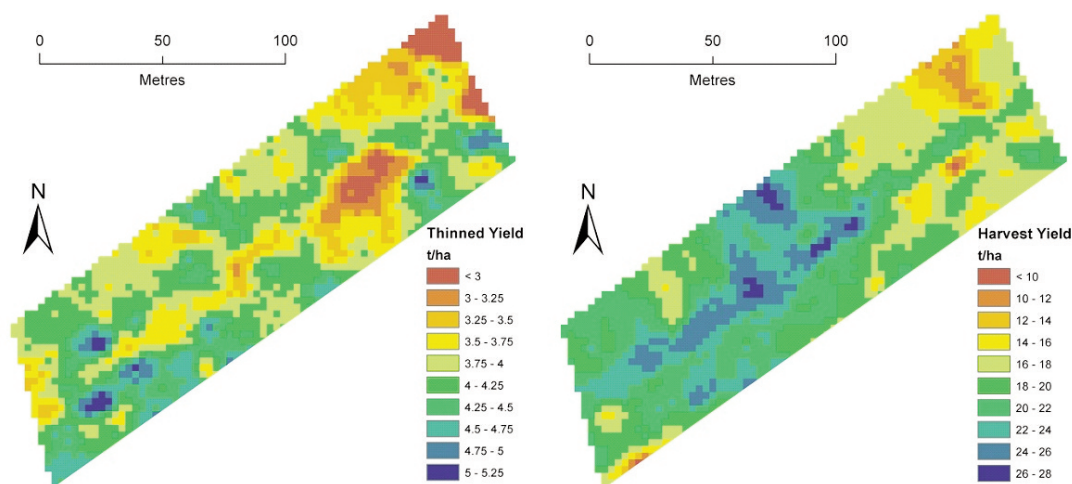 0 50 100
Metres
N
Thinned Yield
t/ha
< 3
3 - 3.25
3.25 - 3.5
3.5 - 3.75
3.75 - 4
4 - 4.25
4.25 - 4.5
4.5 - 4.75
4.75 - 5
5 - 5.25
0 50 100
Metres
N
Harvest Yield
t/ha
< 10
10 - 12
12 - 14
14 - 16
16 - 18
18 - 20
20 - 22
22 - 24
24 - 26
26 - 28